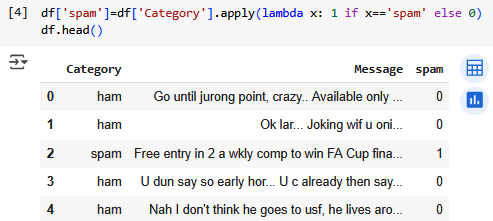 [4] df['spam']=df['Category'].apply(lambda x: 1 if x=='spam' else 0)
df.head()
Category Message spam
0 ham Go until jurong point, crazy.. Available only ... 0
1 ham Ok lar... Joking wif u oni... 0
2 spam Free entry in 2 a wkly comp to win FA Cup fina... 1
3 ham U dun say so early hor... U c already then say... 0
4 ham Nah I don't think he goes to usf, he lives aro... 0